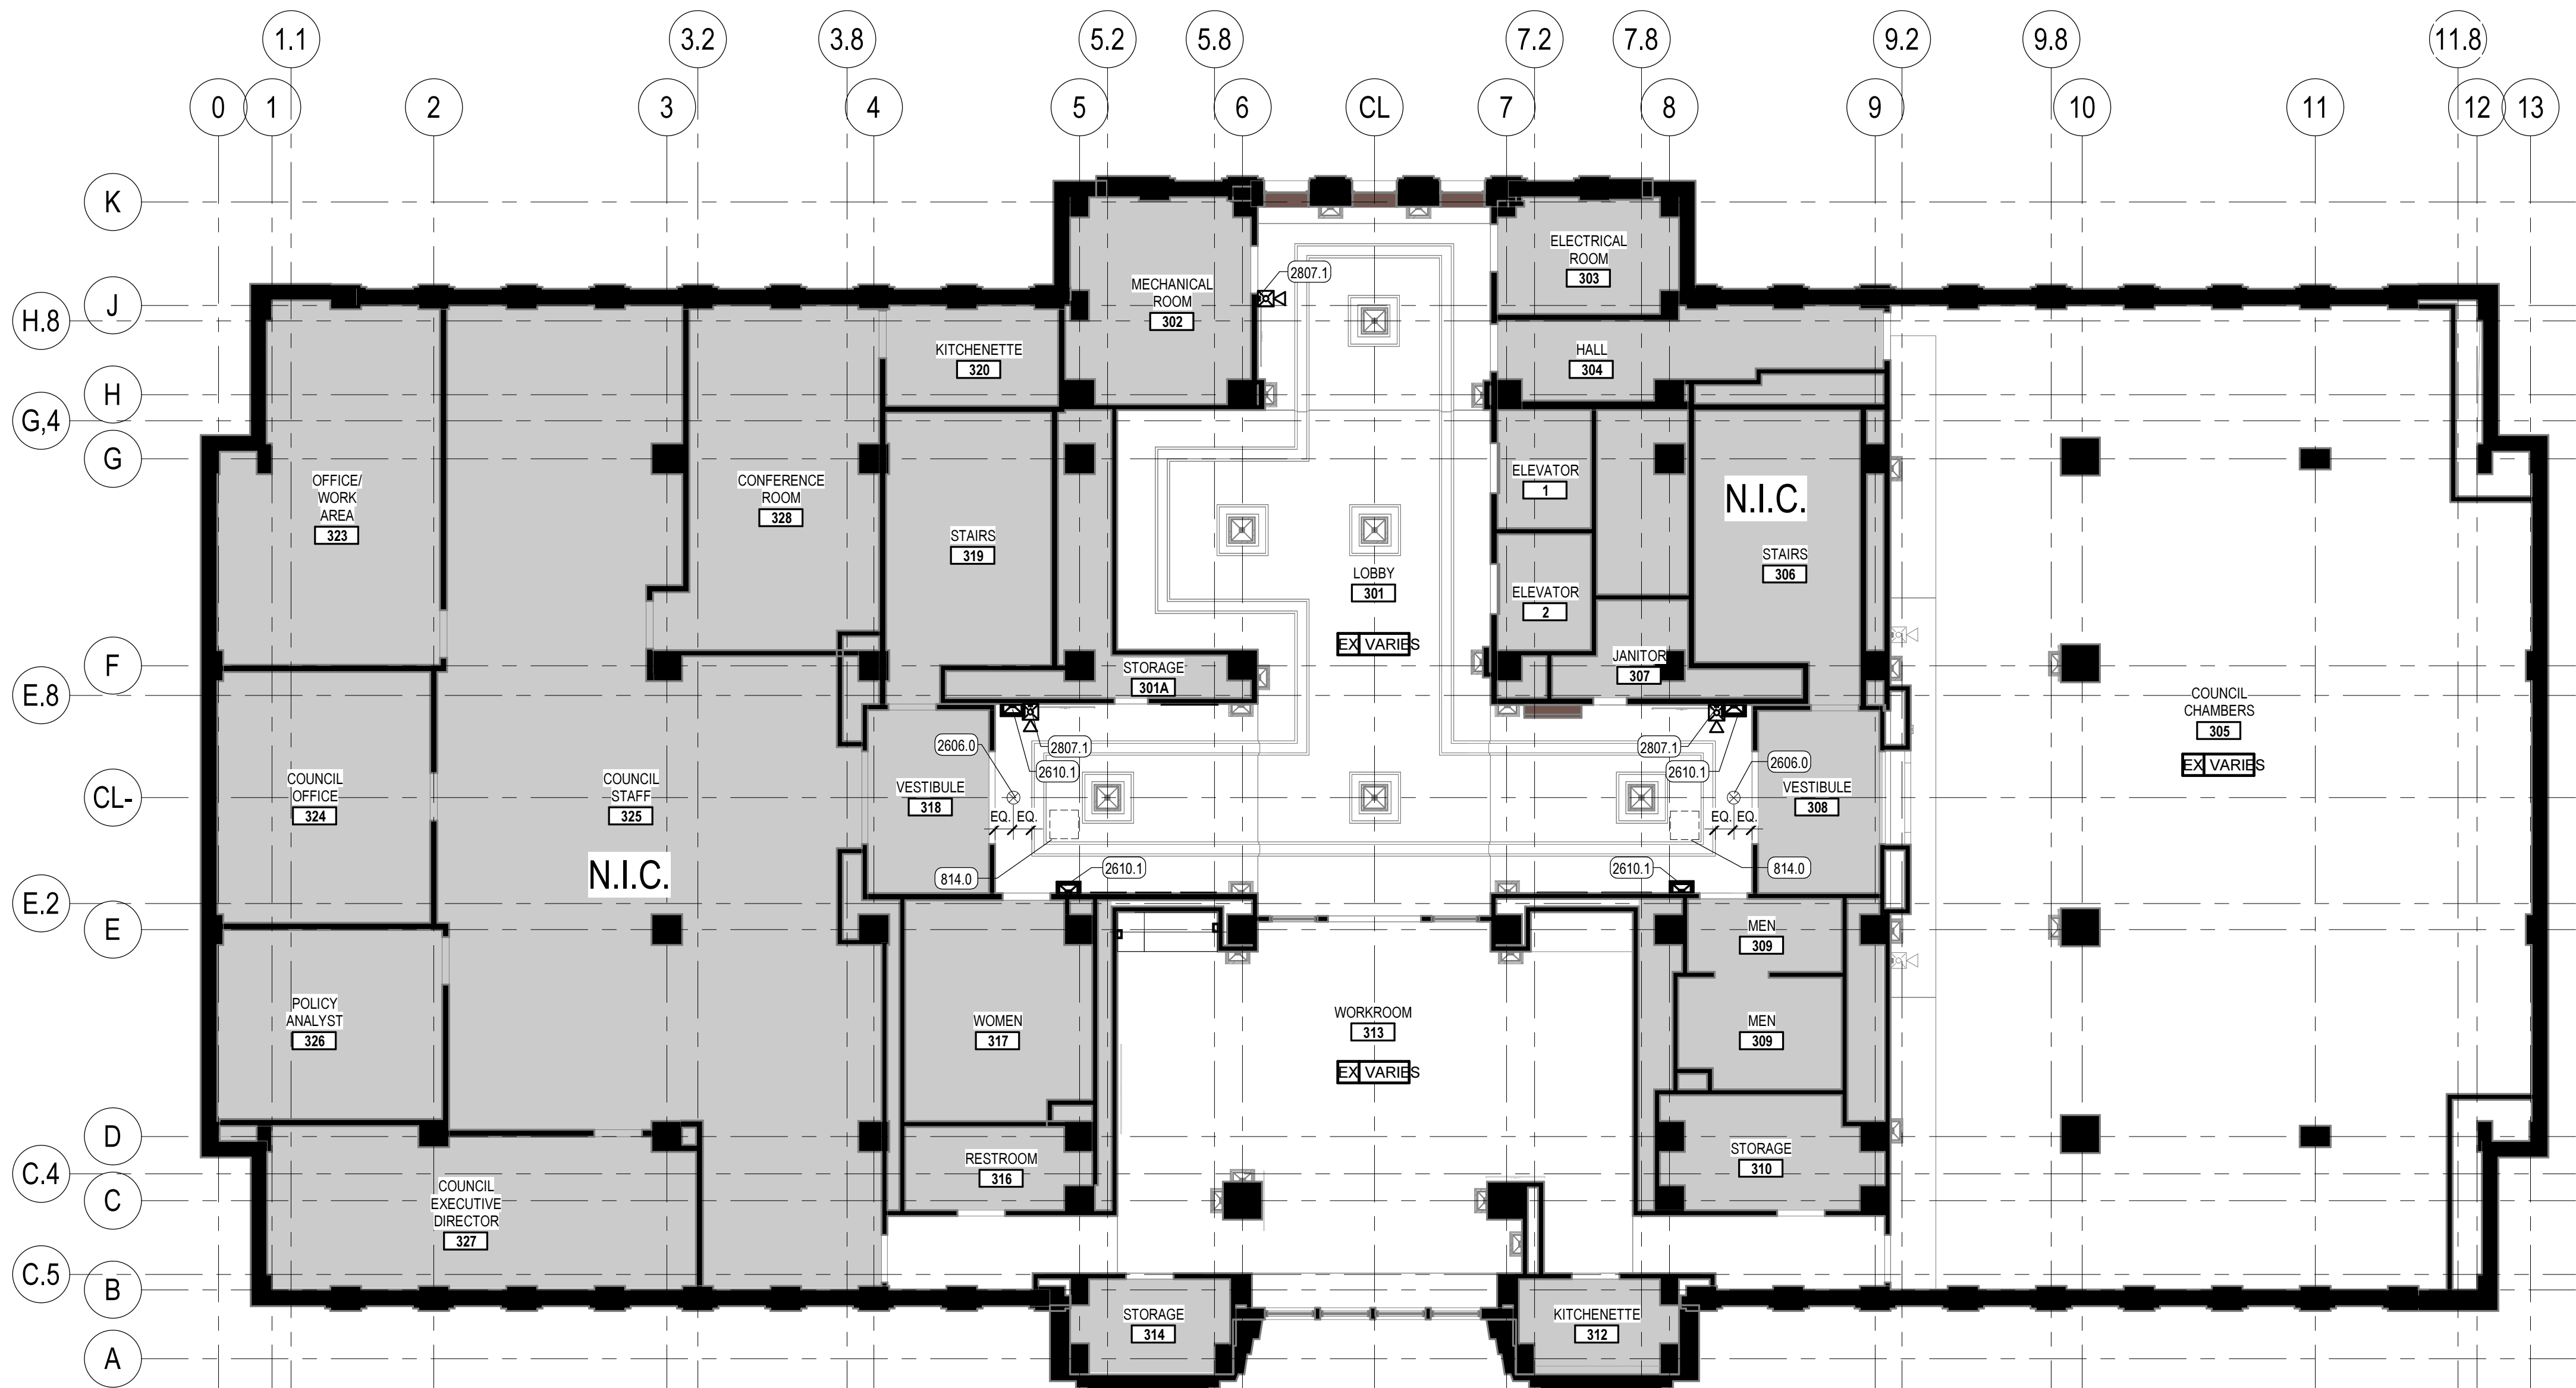 1.1
3.2
3.8
5.2
5.8
7.2
7.8
9.2
9.8
11.8
0
1
2
3
4
5
6
CL
7
8
9
10
11
12
13
K
J
H.8
H
G,4
G
F
E.8
CL-
E.2
E
D
C.4
C
C.5
B
A
MECHANICAL
ROOM
302
2807.1
ELECTRICAL
ROOM
303
KITCHENETTE
320
HALL
304
OFFICE/
WORK
AREA
323
CONFERENCE
ROOM
328
STAIRS
319
ELEVATOR
1
N.I.C.
STAIRS
306
LOBBY
301
EX VARIES
ELEVATOR
2
STORAGE
301A
JANITOR
307
COUNCIL
CHAMBERS
305
EX VARIES
2606.0
2807.1
2610.1
2807.1
2610.1
2606.0
COUNCIL
OFFICE
324
COUNCIL
STAFF
325
N.I.C.
VESTIBULE
318
EQ. EQ.
EQ. EQ.
VESTIBULE
308
814.0
2610.1
2610.1
814.0
MEN
309
POLICY
ANALYST
326
WOMEN
317
WORKROOM
313
EX VARIES
MEN
309
RESTROOM
316
STORAGE
310
COUNCIL
EXECUTIVE
DIRECTOR
327
STORAGE
314
KITCHENETTE
312